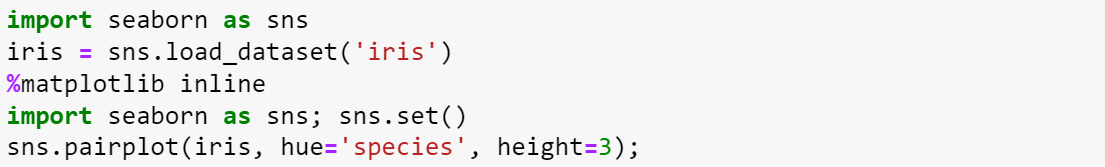 import seaborn as sns
iris = sns.load_dataset('iris')
%matplotlib inline
import seaborn as sns; sns.set()
sns.pairplot(iris, hue='species', height=3);